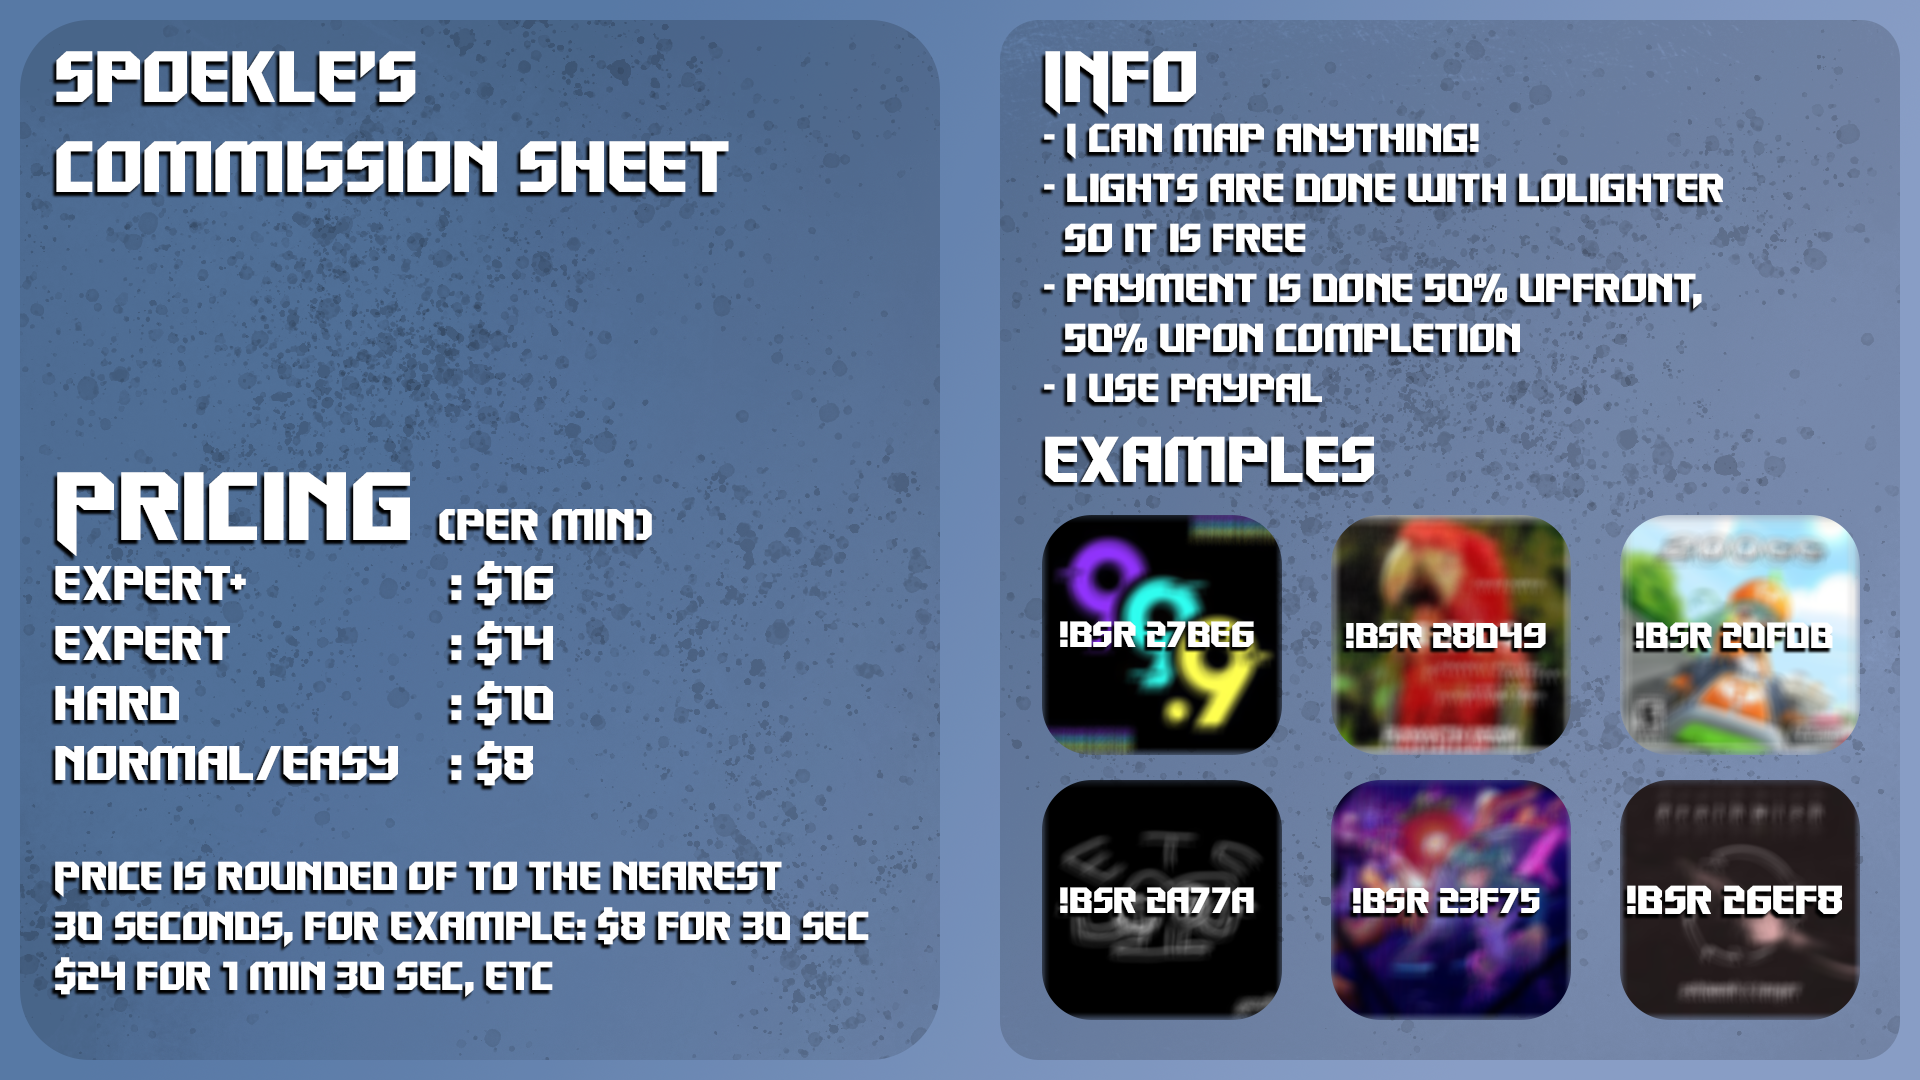 SPOEKLE'S
COMMISSION SHEET
PRICING (PER MIN)
EXPERT+ : $16
EXPERT : $14
HARD : $10
NORMAL/EASY : $8
PRICE IS ROUNDED OF TO THE NEAREST
30 SECONDS, FOR EXAMPLE: $8 FOR 30 SEC
$24 FOR 1 MIN 30 SEC, ETC
INFO
- I CAN MAP ANYTHING!
- LIGHTS ARE DONE WITH LOLIGHTER
SO IT IS FREE
- PAYMENT IS DONE 50% UPFRONT,
50% UPON COMPLETION
- I USE PAYPAL
EXAMPLES
!BSR 27BE6
!BSR 28D49
!BSR 20F0B
!BSR 2A77A
!BSR 23F75
!BSR 26EF8